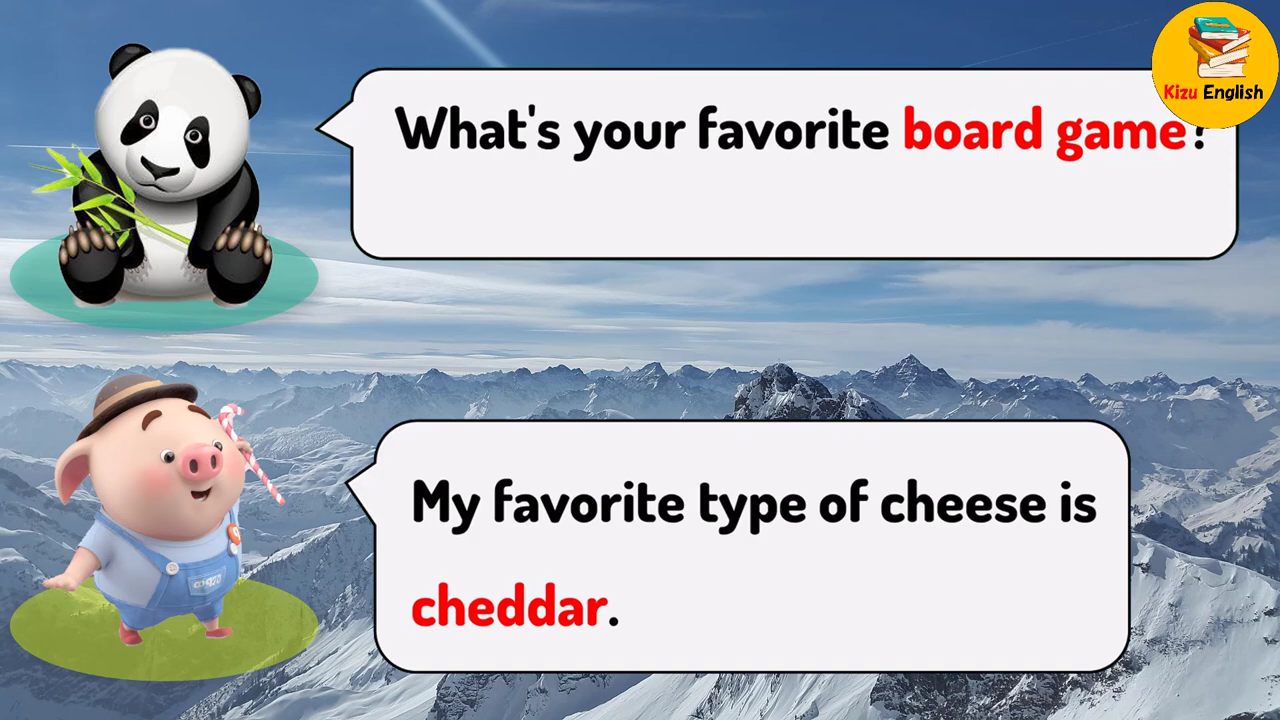 What's your favorite board game?
Kizu English
My favorite type of cheese is
cheddar.